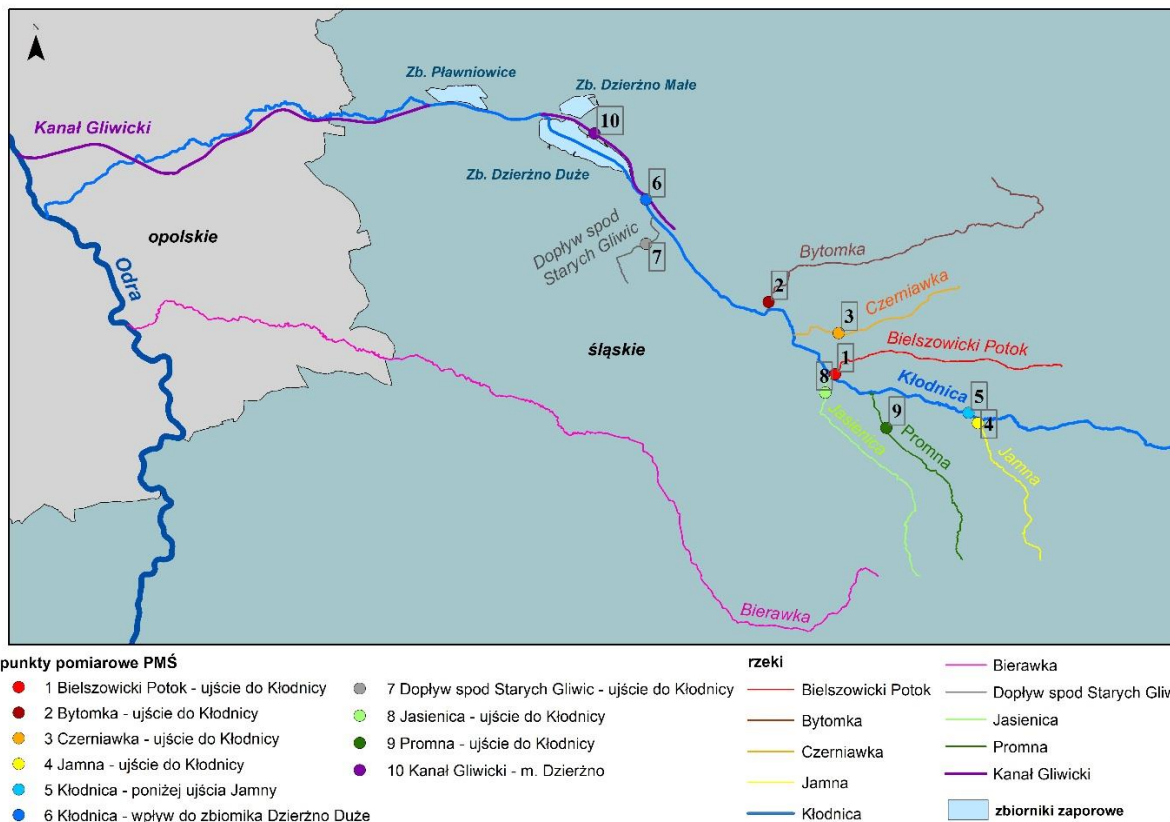 Zb. Pławniowice
Zb. Dzierżno Małe
Kanał Gliwicki
10
Zb. Dzierżno Duże
6
opolskie
Dopływ spod
Starych Gliwic
7
Odra
Bytomka
2
Czerniawka
3
śląskie
Bielszowicki Potok
1
Kłodnica
8
5
9
4
Jasienica
Promna
Jamna
Bierawka
punkty pomiarowe PMŚ
1 Bielszowicki Potok - ujście do Kłodnicy
2 Bytomka - ujście do Kłodnicy
3 Czerniawka - ujście do Kłodnicy
4 Jamna - ujście do Kłodnicy
5 Kłodnica - poniżej ujścia Jamny
6 Kłodnica - wpływ do zbiornika Dzierżno Duże
7 Dopływ spod Starych Gliwic - ujście do Kłodnicy
8 Jasienica - ujście do Kłodnicy
9 Promna - ujście do Kłodnicy
10 Kanał Gliwicki - m. Dzierżno
rzeki
Bielszowicki Potok
Bytomka
Czerniawka
Jamna
Kłodnica
Bierawka
Dopływ spod Starych Gliw
Jasienica
Promna
Kanał Gliwicki
zbiorniki zaporowe